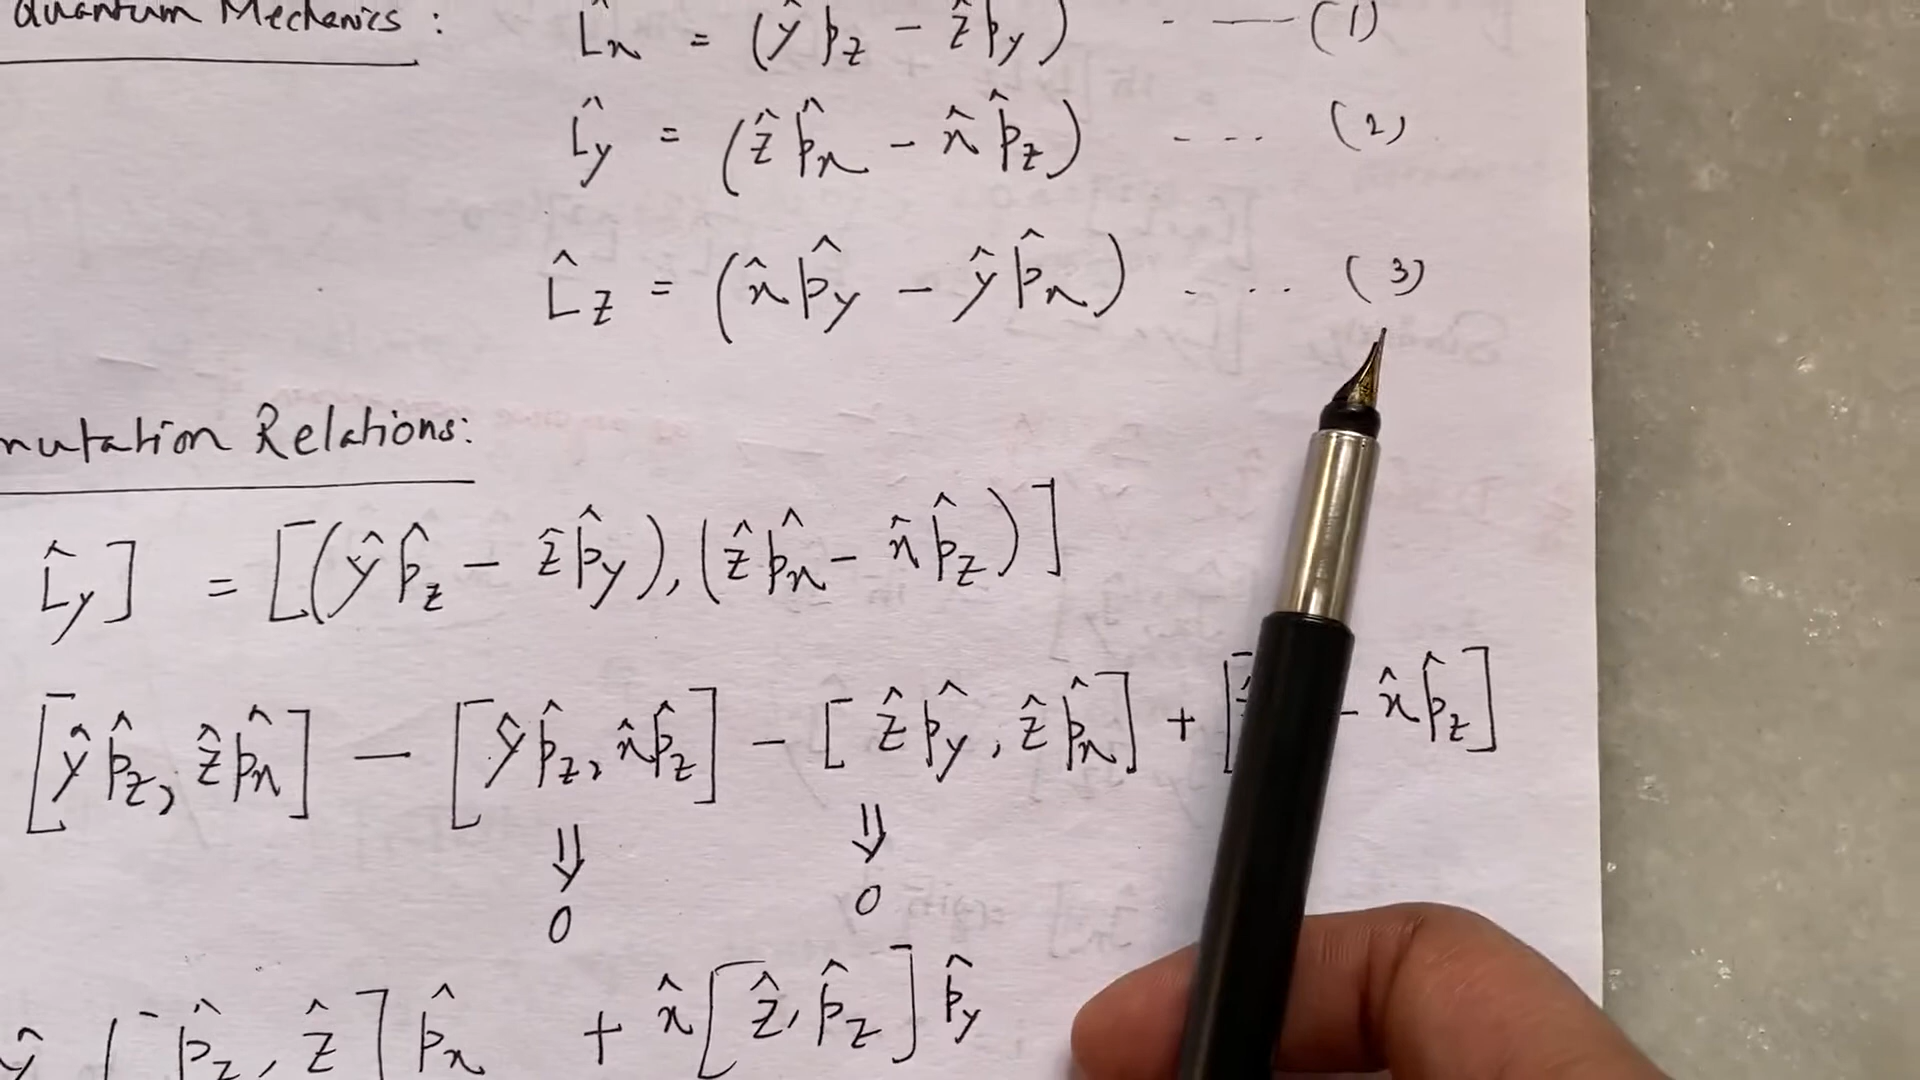 Quantum Mechanics : L̂x = (ŷ p̂z − ẑ p̂y) - —— (1)
L̂y = (ẑ p̂x − x̂ p̂z) - --- (2)
L̂z = (x̂ p̂y − ŷ p̂x) - ·-· (3)
mutation Relations:
L̂y] = [(ŷ p̂z − ẑ p̂y), (ẑ p̂x − x̂ p̂z)]
[ŷ p̂z, ẑ p̂x] − [ŷ p̂z, x̂ p̂z] − [ẑ p̂y, ẑ p̂x] + [ − x̂ p̂z]
⇓ ⇓
0 0
ŷ [p̂z, ẑ] p̂x + x̂ [ẑ, p̂z] p̂y